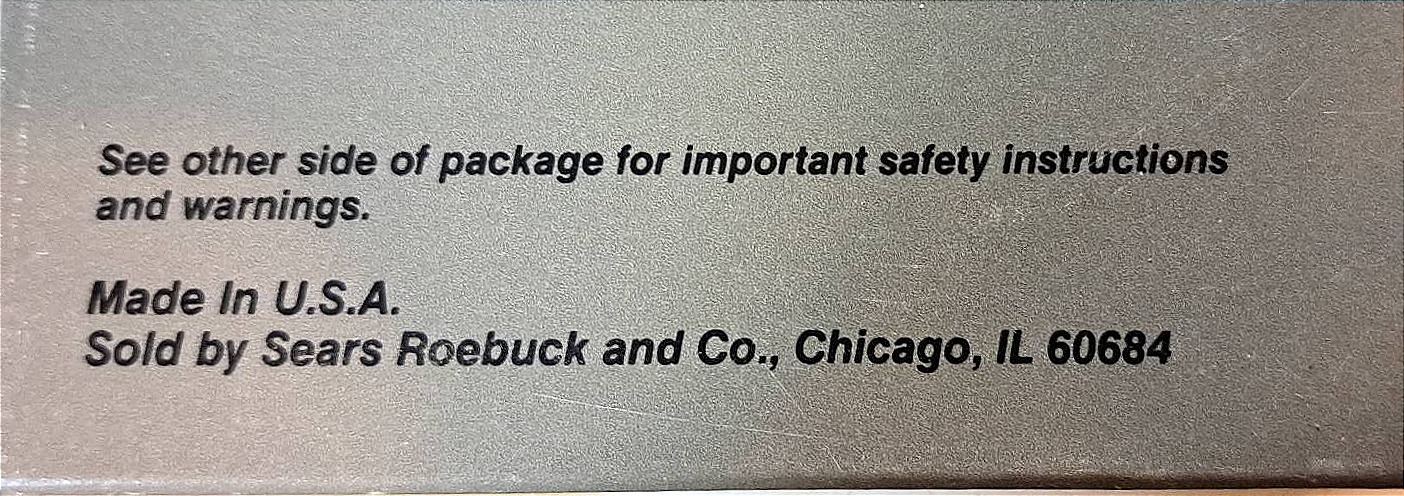 See other side of package for important safety instructions
and warnings.
Made In U.S.A.
Sold by Sears Roebuck and Co., Chicago, IL 60684